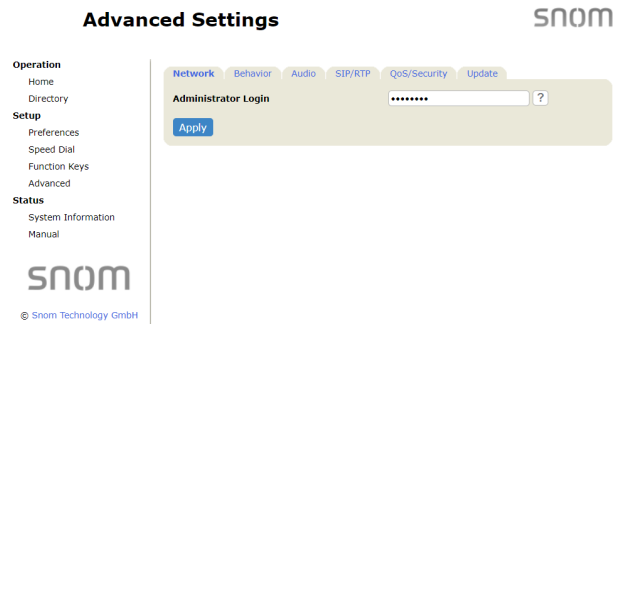 Advanced Settings
snom
Operation
Home
Directory
Setup
Preferences
Speed Dial
Function Keys
Advanced
Status
System Information
Manual
snom
© Snom Technology GmbH
Network Behavior Audio SIP/RTP QoS/Security Update
Administrator Login •••••••• ?
Apply